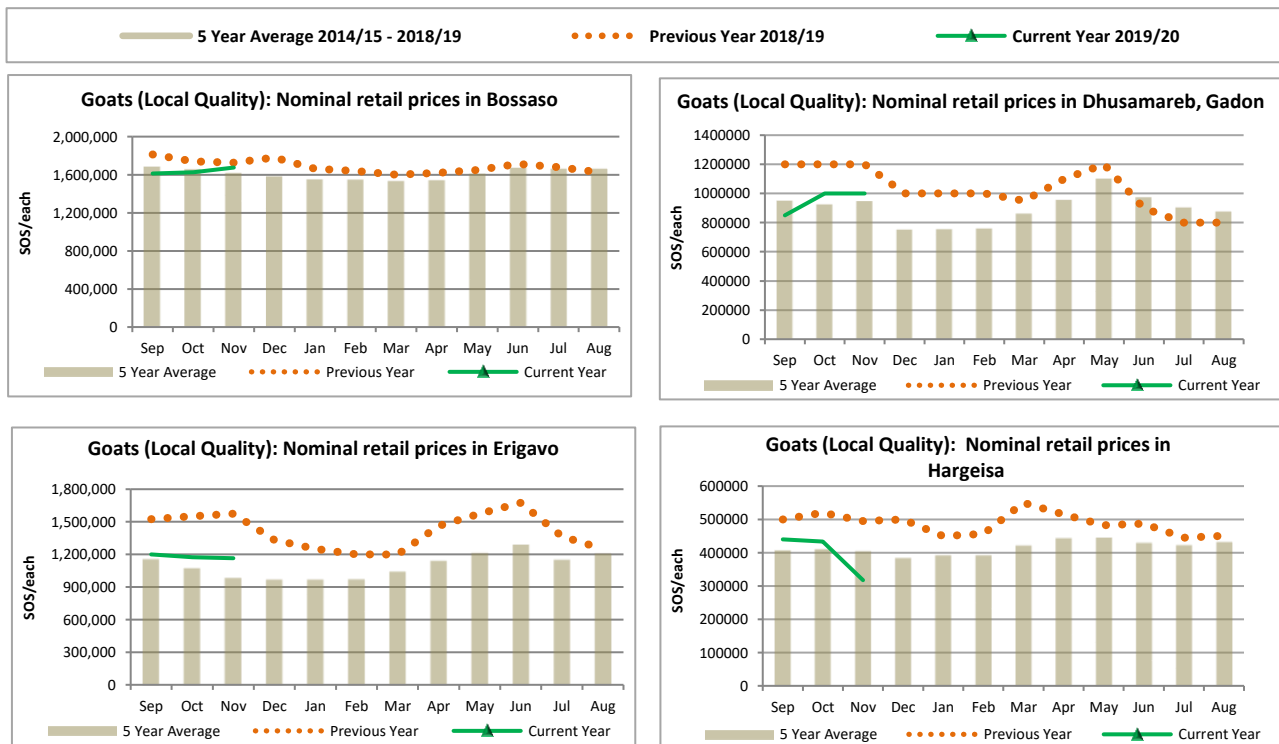 5 Year Average 2014/15 - 2018/19 Previous Year 2018/19 Current Year 2019/20
Goats (Local Quality): Nominal retail prices in Bossaso
2,000,000
1,600,000
1,200,000
800,000
400,000
0
SOS/each
Sep Oct Nov Dec Jan Feb Mar Apr May Jun Jul Aug
5 Year Average Previous Year Current Year
Goats (Local Quality): Nominal retail prices in Dhusamareb, Gadon
1400000
1200000
1000000
800000
600000
400000
200000
0
SOS/each
Sep Oct Nov Dec Jan Feb Mar Apr May Jun Jul Aug
5 Year Average Previous Year Current Year
Goats (Local Quality): Nominal retail prices in Erigavo
1,800,000
1,500,000
1,200,000
900,000
600,000
300,000
0
SOS/each
Sep Oct Nov Dec Jan Feb Mar Apr May Jun Jul Aug
5 Year Average Previous Year Current Year
Goats (Local Quality): Nominal retail prices in
Hargeisa
600000
500000
400000
300000
200000
100000
0
SOS/each
Sep Oct Nov Dec Jan Feb Mar Apr May Jun Jul Aug
5 Year Average Previous Year Current Year